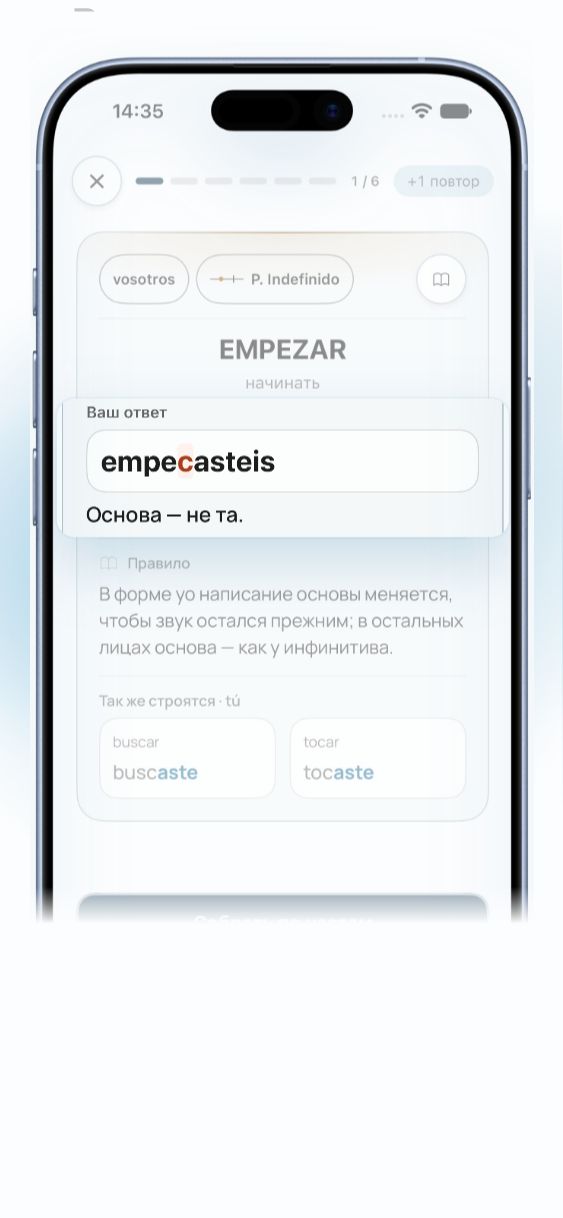 14:35
1 / 6
+1 повтор
vosotros
P. Indefinido
EMPEZAR
начинать
Ваш ответ
empecasteis
Основа — не та.
Правило
В форме yo написание основы меняется,
чтобы звук остался прежним; в остальных
лицах основа — как у инфинитива.
Так же строятся · tú
buscar
tocar
buscaste
tocaste